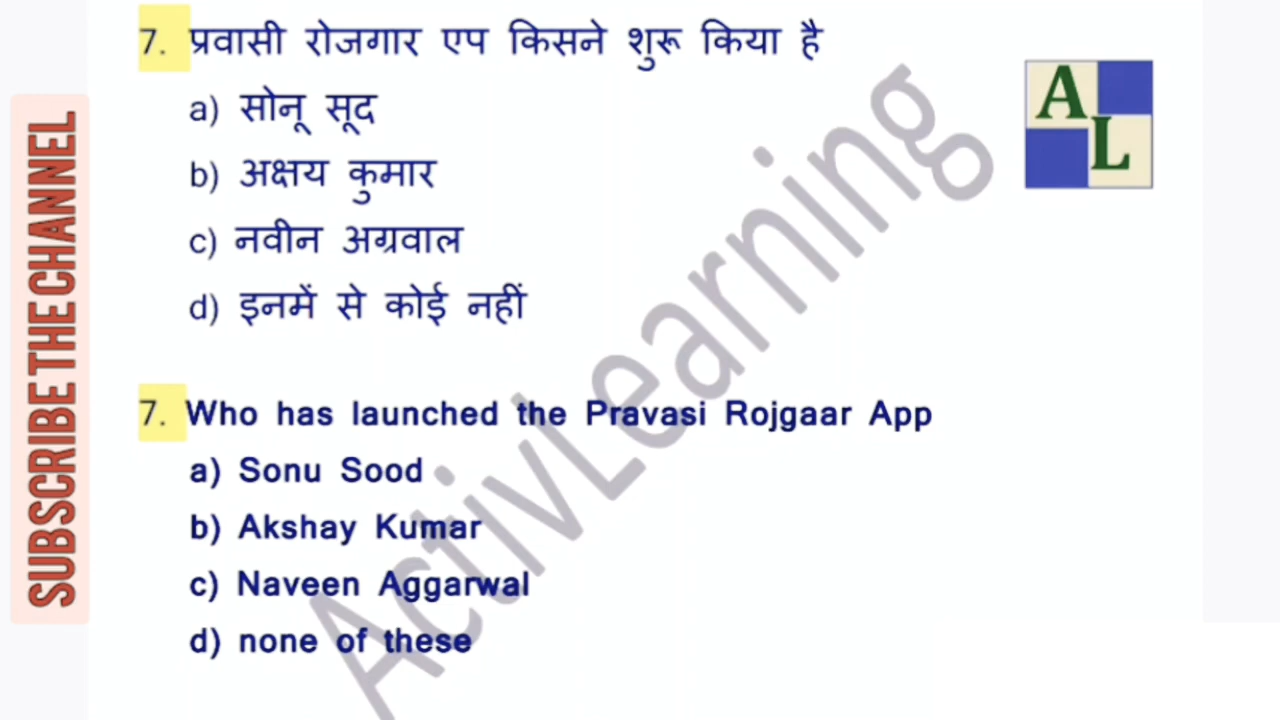 SUBSCRIBE THE CHANNEL
7. प्रवासी रोजगार एप किसने शुरू किया है
a) सोनू सूद
b) अक्षय कुमार
c) नवीन अग्रवाल
d) इनमें से कोई नहीं
A
L
ActivLearning
7. Who has launched the Pravasi Rojgaar App
a) Sonu Sood
b) Akshay Kumar
c) Naveen Aggarwal
d) none of these